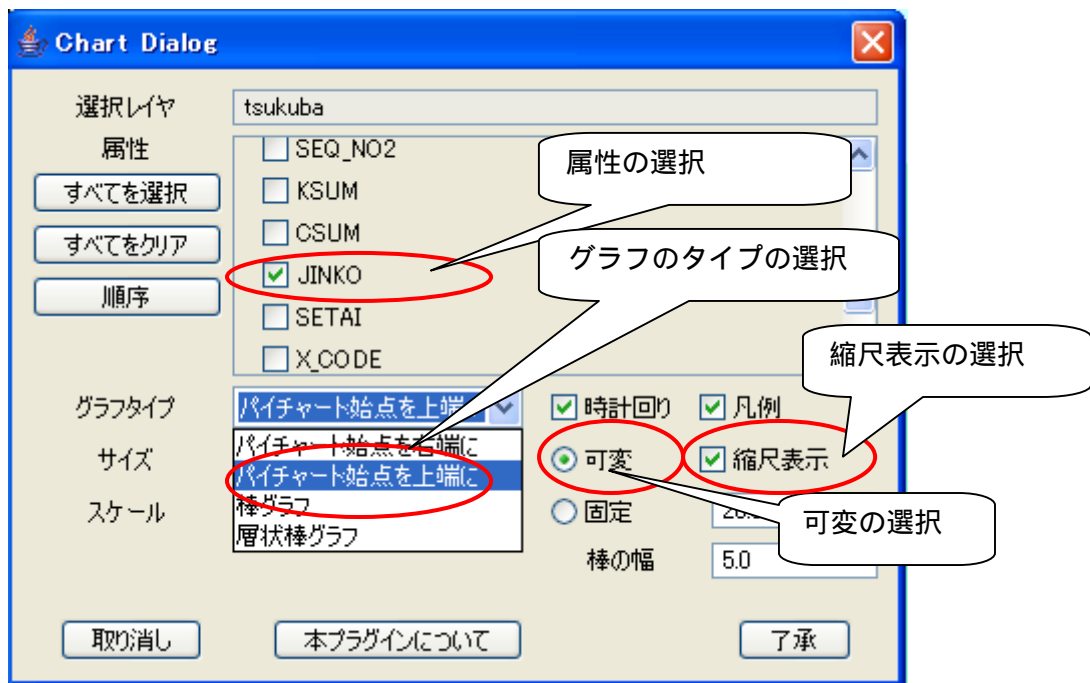 Chart Dialog
選択レイヤ
tsukuba
属性
SEQ_NO2
属性の選択
すべてを選択
KSUM
すべてをクリア
CSUM
グラフのタイプの選択
JINKO
順序
SETAI
X_CODE
縮尺表示の選択
グラフタイプ
パイチャート始点を上端
時計回り
凡例
パイチャート始点を右端に
サイズ
パイチャート始点を上端に
可変
縮尺表示
スケール
棒グラフ
固定
可変の選択
層状棒グラフ
棒の幅
5.0
取り消し
本プラグインについて
了承